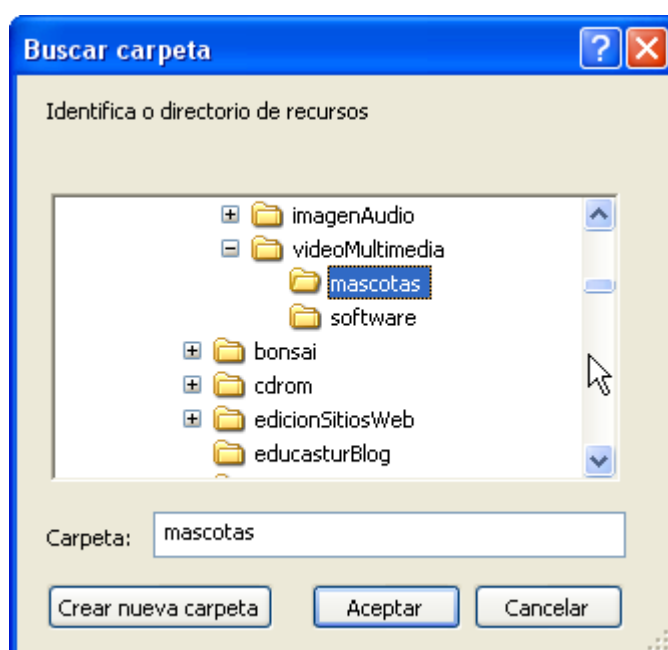 Buscar carpeta
Identifica o directorio de recursos
imagenAudio
videoMultimedia
mascotas
software
bonsai
cdrom
edicionSitiosWeb
educasturBlog
Carpeta: mascotas
Crear nueva carpeta Aceptar Cancelar